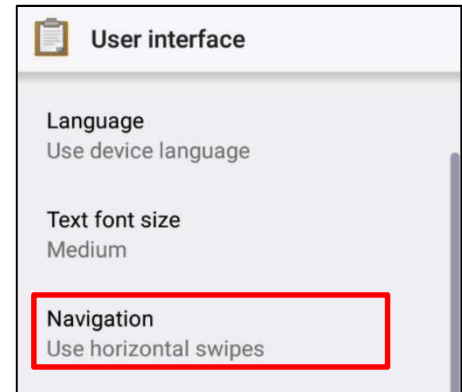 User interface
Language
Use device language
Text font size
Medium
Navigation
Use horizontal swipes